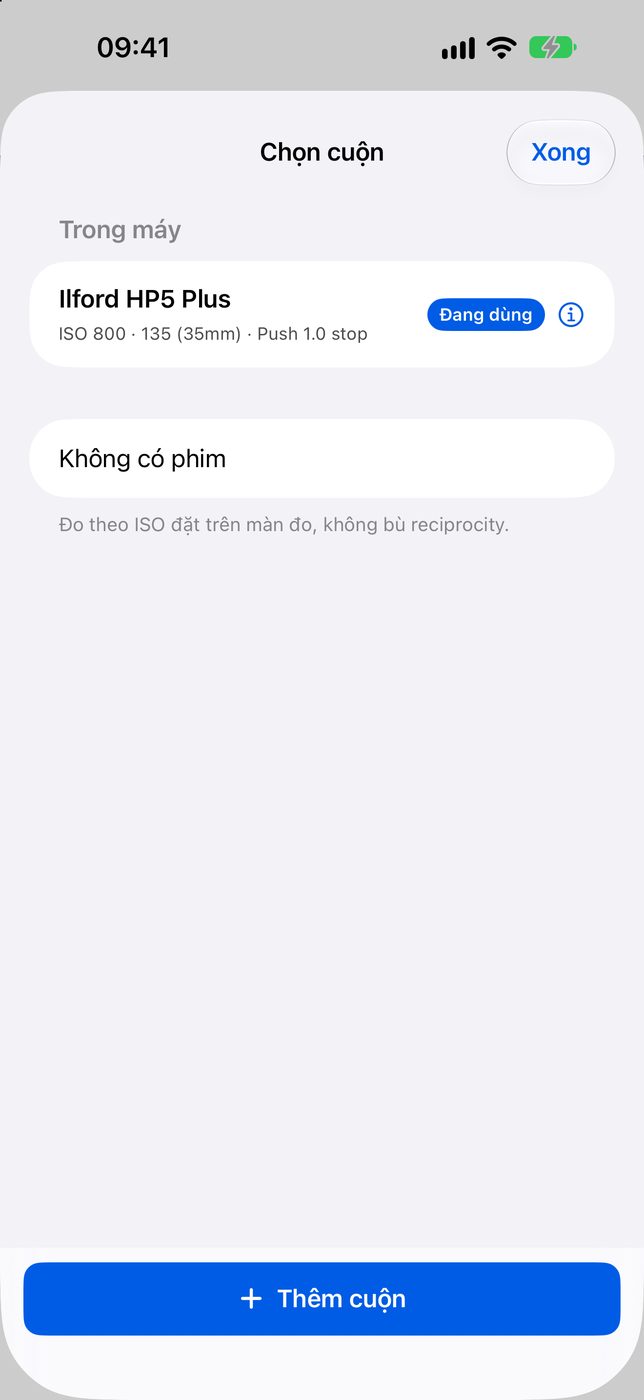 09:41
Chọn cuộn
Xong
Trong máy
Ilford HP5 Plus
ISO 800 · 135 (35mm) · Push 1.0 stop
Đang dùng
Không có phim
Đo theo ISO đặt trên màn đo, không bù reciprocity.
+ Thêm cuộn